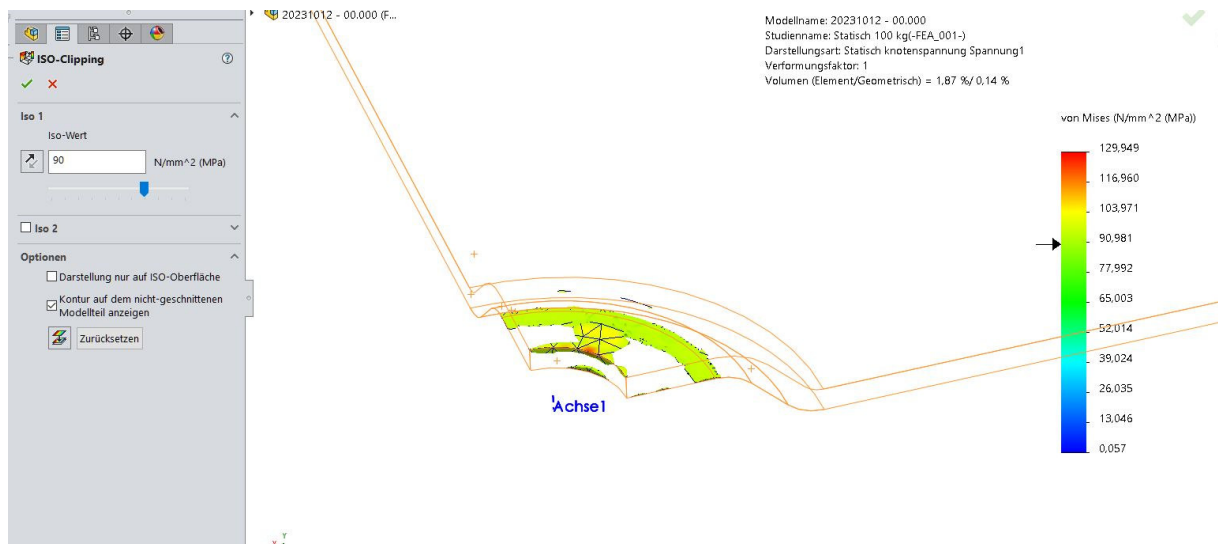 20231012 - 00.000 (F...
ISO-Clipping
Iso 1
Iso-Wert
90
N/mm^2 (MPa)
Iso 2
Optionen
Darstellung nur auf ISO-Oberfläche
Kontur auf dem nicht-geschnittenen
Modellteil anzeigen
Zurücksetzen
Modellname: 20231012 - 00.000
Studienname: Statisch 100 kg(-FEA_001-)
Darstellungsart: Statisch knotenspannung Spannung1
Verformungsfaktor: 1
Volumen (Element/Geometrisch) = 1,87 %/ 0,14 %
von Mises (N/mm^2 (MPa))
129,949
116,960
103,971
90,981
77,992
65,003
52,014
39,024
26,035
13,046
0,057
Achse1
Y
X